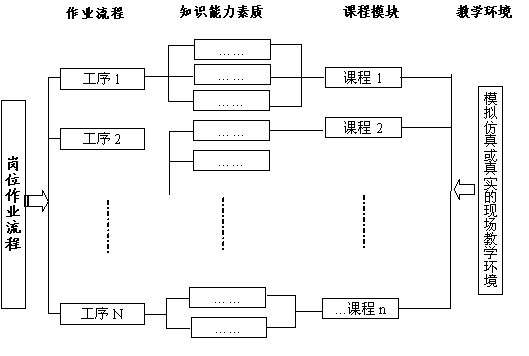 作业流程 知识能力素质 课程模块 教学环境
……
工序 1 …… 课程 1
……
工序 2 …… 课程 2
……
岗位作业流程
模拟仿真或真实的现场教学环境
……
工序 N …课程 n
……